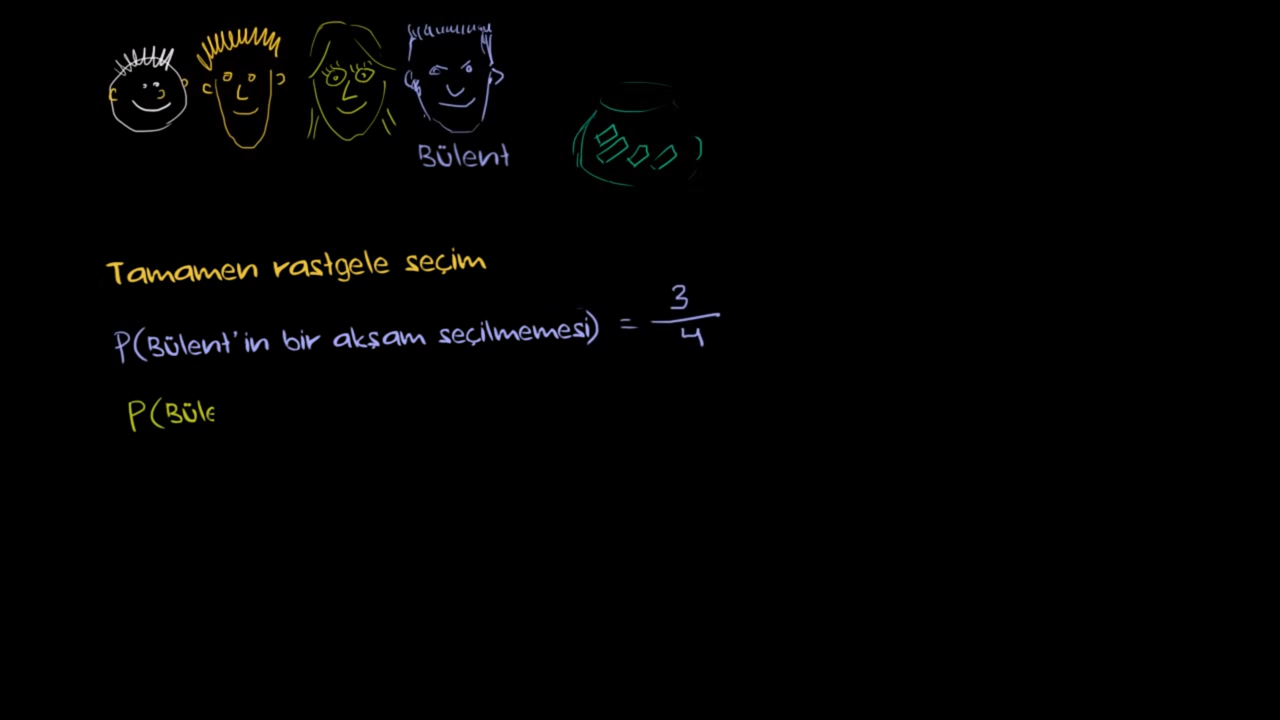 Bülent
Tamamen rastgele seçim
P(Bülent'in bir akşam seçilmemesi) = 3/4
P(Büle